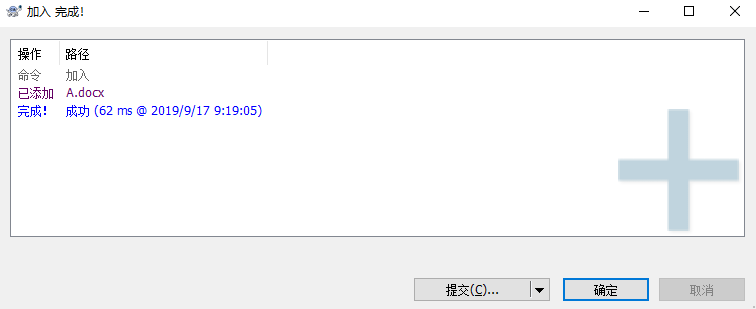 加入 完成!
操作 路径
命令 加入
已添加 A.docx
完成! 成功 (62 ms @ 2019/9/17 9:19:05)
提交(C)... 确定 取消